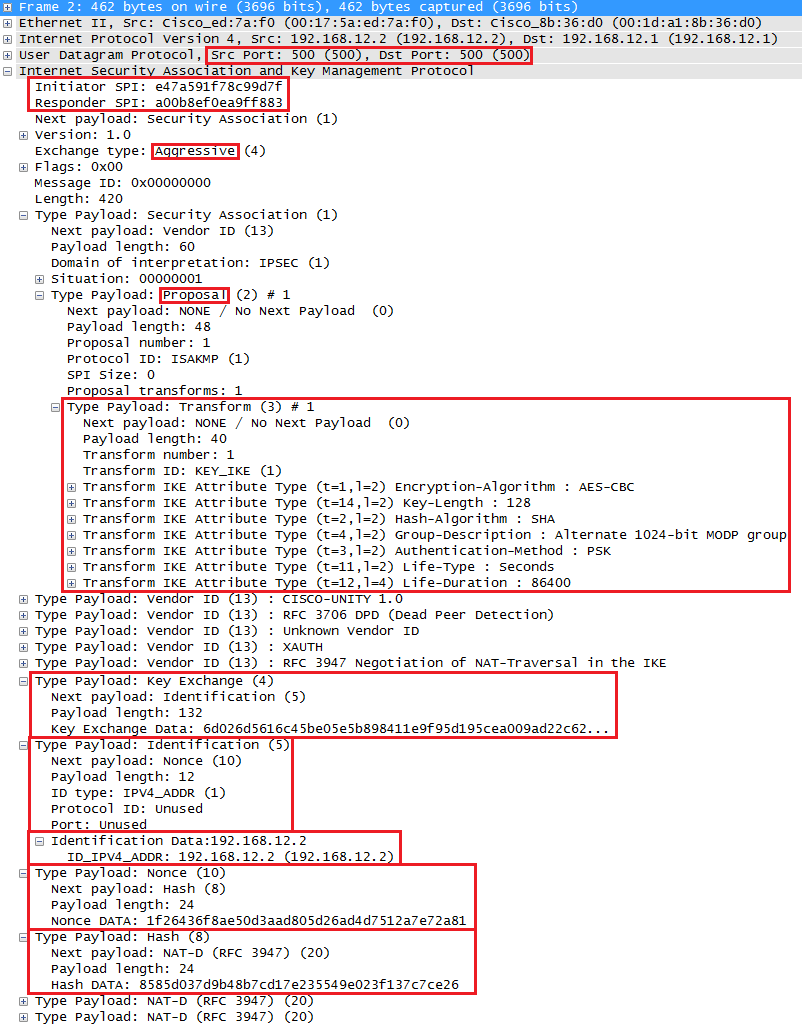 Frame 2: 462 bytes on wire (3696 bits), 462 bytes captured (3696 bits)
Ethernet II, Src: Cisco_ed:7a:f0 (00:17:5a:ed:7a:f0), Dst: Cisco_8b:36:d0 (00:1d:a1:8b:36:d0)
Internet Protocol Version 4, Src: 192.168.12.2 (192.168.12.2), Dst: 192.168.12.1 (192.168.12.1)
User Datagram Protocol, Src Port: 500 (500), Dst Port: 500 (500)
Internet Security Association and Key Management Protocol
Initiator SPI: e47a591f78c99d7f
Responder SPI: a00b8ef0ea9ff883
Next payload: Security Association (1)
Version: 1.0
Exchange type: Aggressive (4)
Flags: 0x00
Message ID: 0x00000000
Length: 420
Type Payload: Security Association (1)
Next payload: Vendor ID (13)
Payload length: 60
Domain of interpretation: IPSEC (1)
Situation: 00000001
Type Payload: Proposal (2) # 1
Next payload: NONE / No Next Payload  (0)
Payload length: 48
Proposal number: 1
Protocol ID: ISAKMP (1)
SPI Size: 0
Proposal transforms: 1
Type Payload: Transform (3) # 1
Next payload: NONE / No Next Payload  (0)
Payload length: 40
Transform number: 1
Transform ID: KEY_IKE (1)
Transform IKE Attribute Type (t=1,l=2) Encryption-Algorithm : AES-CBC
Transform IKE Attribute Type (t=14,l=2) Key-Length : 128
Transform IKE Attribute Type (t=2,l=2) Hash-Algorithm : SHA
Transform IKE Attribute Type (t=4,l=2) Group-Description : Alternate 1024-bit MODP group
Transform IKE Attribute Type (t=3,l=2) Authentication-Method : PSK
Transform IKE Attribute Type (t=11,l=2) Life-Type : Seconds
Transform IKE Attribute Type (t=12,l=4) Life-Duration : 86400
Type Payload: Vendor ID (13) : CISCO-UNITY 1.0
Type Payload: Vendor ID (13) : RFC 3706 DPD (Dead Peer Detection)
Type Payload: Vendor ID (13) : Unknown Vendor ID
Type Payload: Vendor ID (13) : XAUTH
Type Payload: Vendor ID (13) : RFC 3947 Negotiation of NAT-Traversal in the IKE
Type Payload: Key Exchange (4)
Next payload: Identification (5)
Payload length: 132
Key Exchange Data: 6d026d5616c45be05e5b898411e9f95d195cea009ad22c62...
Type Payload: Identification (5)
Next payload: Nonce (10)
Payload length: 12
ID type: IPV4_ADDR (1)
Protocol ID: Unused
Port: Unused
Identification Data:192.168.12.2
ID_IPV4_ADDR: 192.168.12.2 (192.168.12.2)
Type Payload: Nonce (10)
Next payload: Hash (8)
Payload length: 24
Nonce DATA: 1f26436f8ae50d3aad805d26ad4d7512a7e72a81
Type Payload: Hash (8)
Next payload: NAT-D (RFC 3947) (20)
Payload length: 24
Hash DATA: 8585d037d9b48b7cd17e235549e023f137c7ce26
Type Payload: NAT-D (RFC 3947) (20)
Type Payload: NAT-D (RFC 3947) (20)